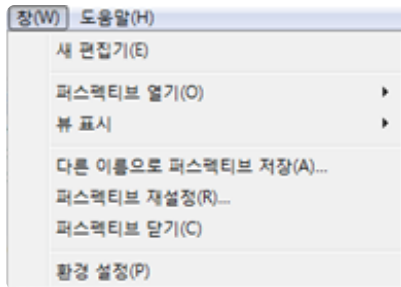 창(W) 도움말(H)
새 편집기(E)
퍼스펙티브 열기(O)
뷰 표시
다른 이름으로 퍼스펙티브 저장(A)...
퍼스펙티브 재설정(R)...
퍼스펙티브 닫기(C)
환경 설정(P)